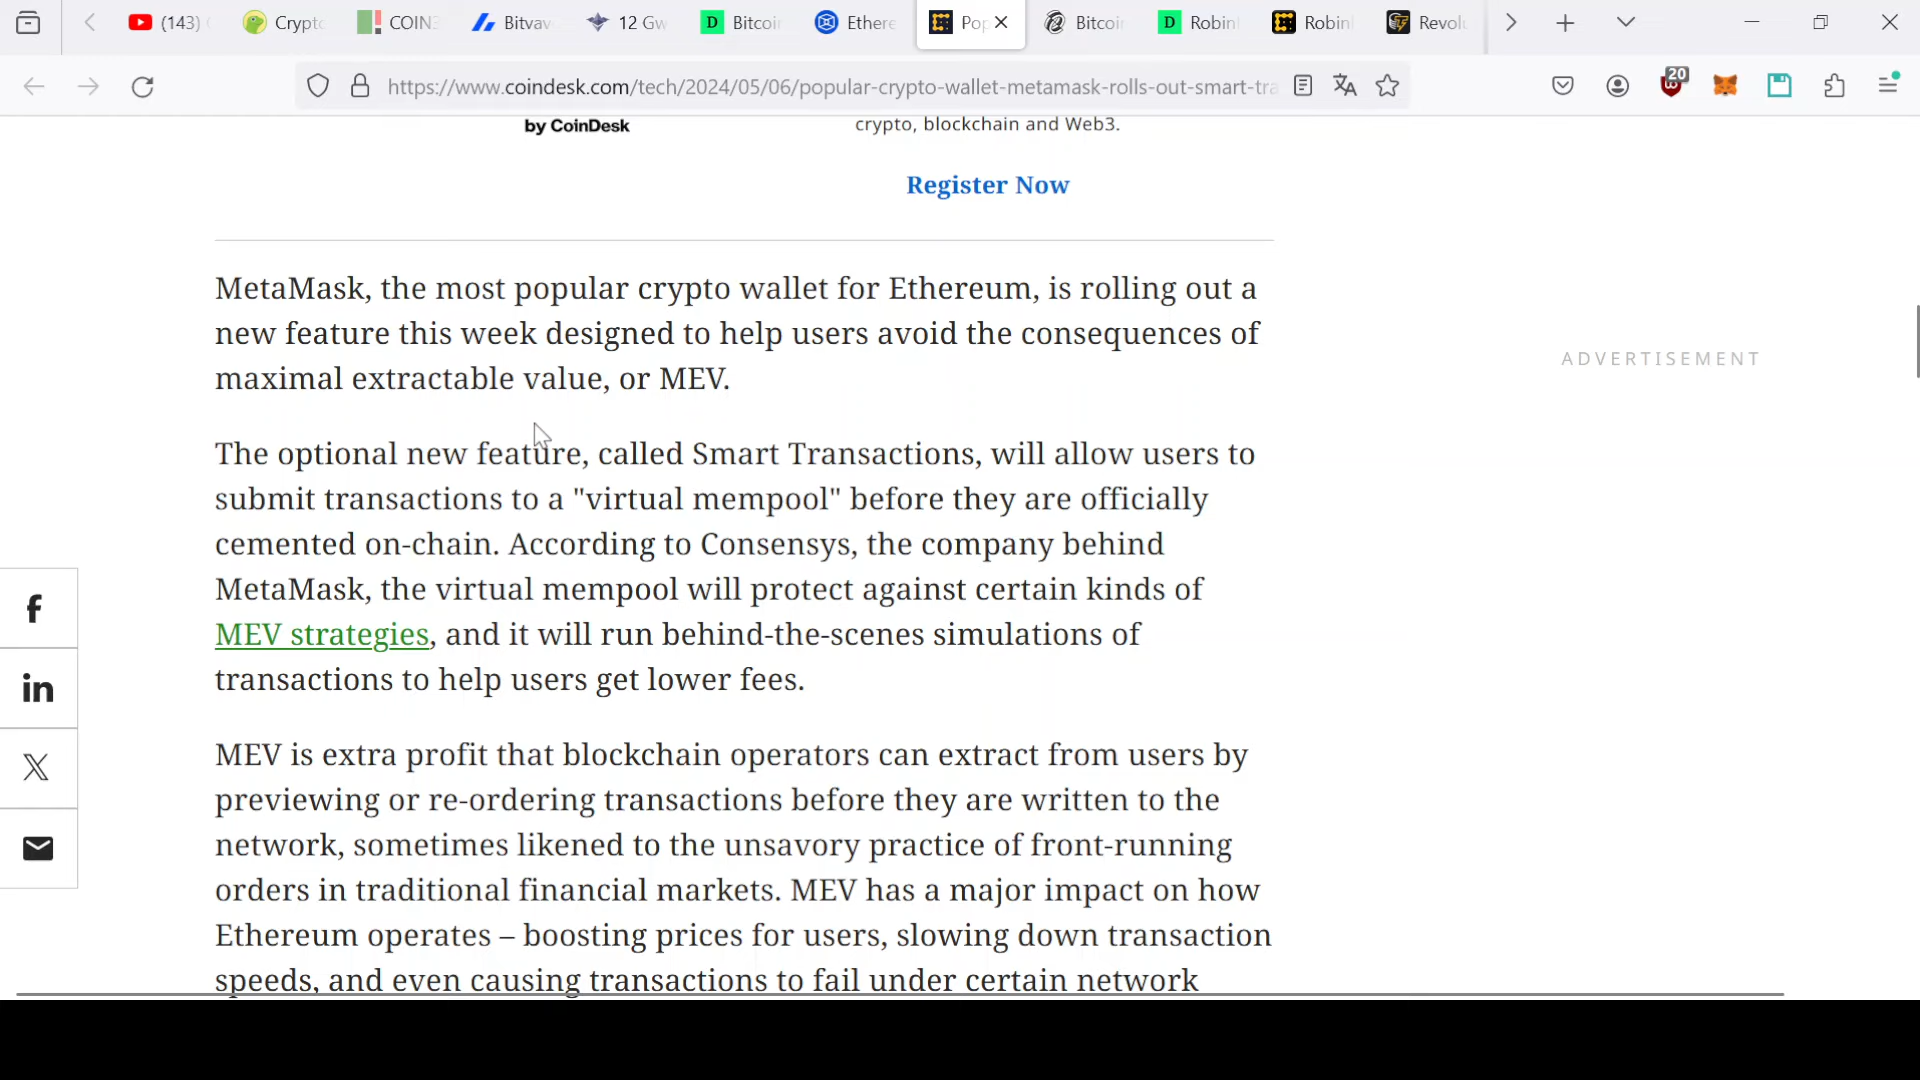 (143)
Crypto
COIN
Bitvav
12 Gw
Bitcoi
Ethere
Pop
Bitcoi
Robin
Robin
Revolu
https://www.coindesk.com/tech/2024/05/06/popular-crypto-wallet-metamask-rolls-out-smart-tra
20
by CoinDesk
crypto, blockchain and Web3.
Register Now
MetaMask, the most popular crypto wallet for Ethereum, is rolling out a
new feature this week designed to help users avoid the consequences of
maximal extractable value, or MEV.
ADVERTISEMENT
The optional new feature, called Smart Transactions, will allow users to
submit transactions to a "virtual mempool" before they are officially
cemented on-chain. According to Consensys, the company behind
MetaMask, the virtual mempool will protect against certain kinds of
MEV strategies, and it will run behind-the-scenes simulations of
transactions to help users get lower fees.
MEV is extra profit that blockchain operators can extract from users by
previewing or re-ordering transactions before they are written to the
network, sometimes likened to the unsavory practice of front-running
orders in traditional financial markets. MEV has a major impact on how
Ethereum operates – boosting prices for users, slowing down transaction
speeds, and even causing transactions to fail under certain network